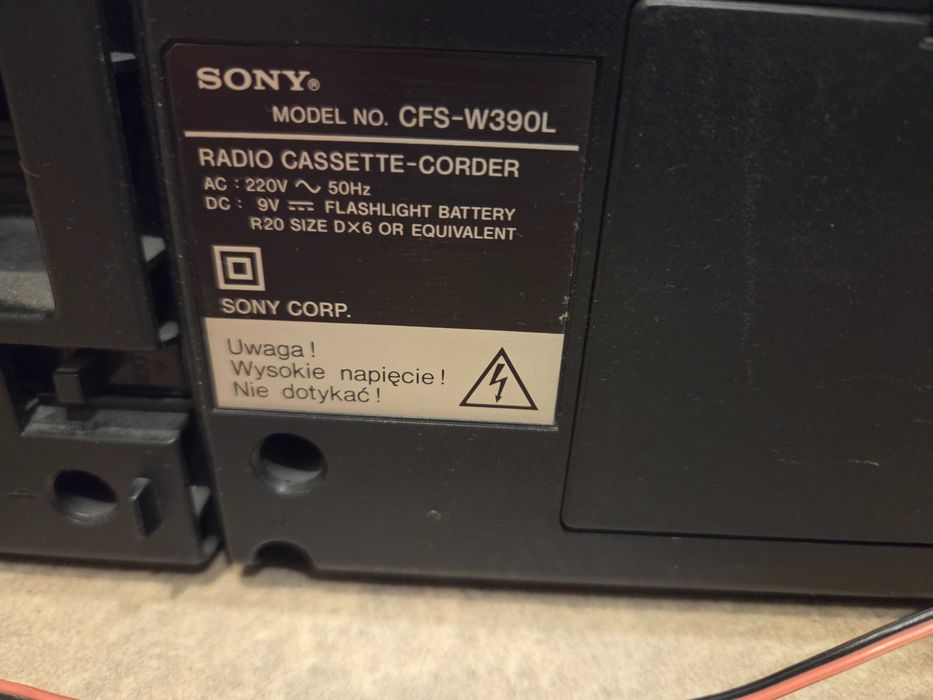 SONY®
MODEL NO. CFS-W390L
RADIO CASSETTE-CORDER
AC : 220V ∿ 50Hz
DC : 9V ⎓ FLASHLIGHT BATTERY
R20 SIZE D×6 OR EQUIVALENT
SONY CORP.
Uwaga !
Wysokie napięcie !
Nie dotykać !